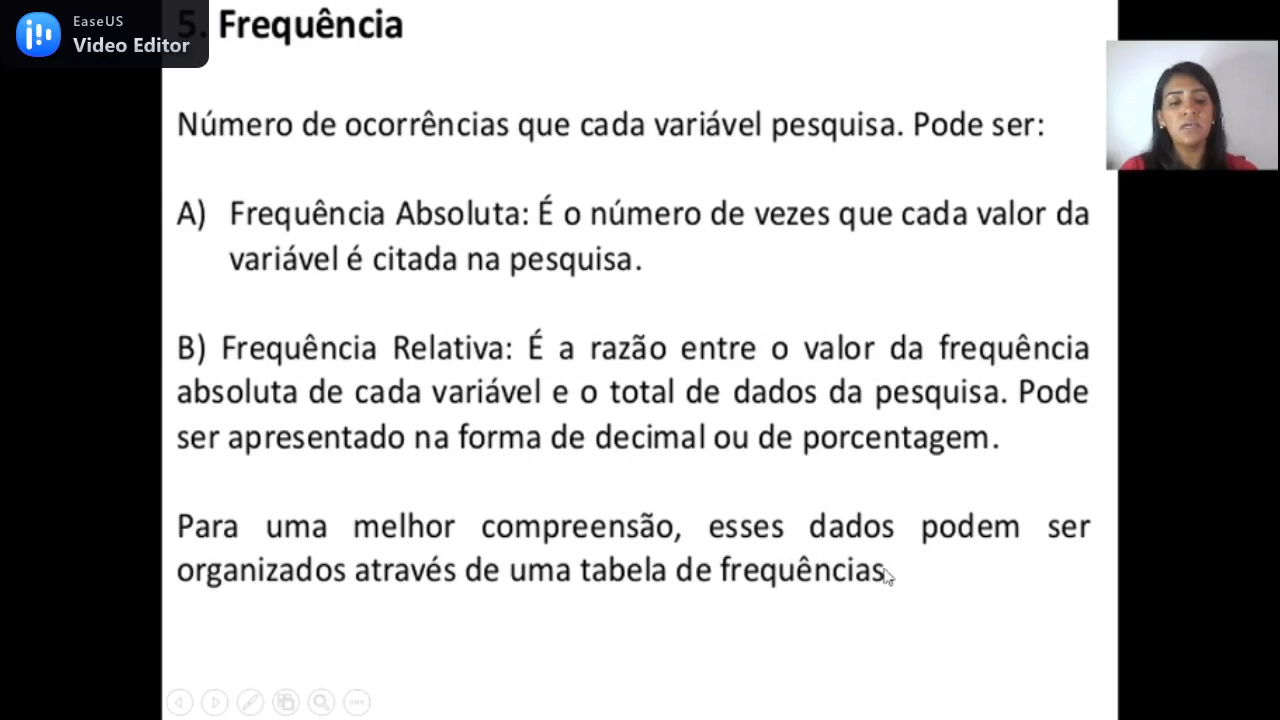 EaseUS
Video Editor
5. Frequência
Número de ocorrências que cada variável pesquisa. Pode ser:
A) Frequência Absoluta: É o número de vezes que cada valor da
variável é citada na pesquisa.
B) Frequência Relativa: É a razão entre o valor da frequência
absoluta de cada variável e o total de dados da pesquisa. Pode
ser apresentado na forma de decimal ou de porcentagem.
Para uma melhor compreensão, esses dados podem ser
organizados através de uma tabela de frequências